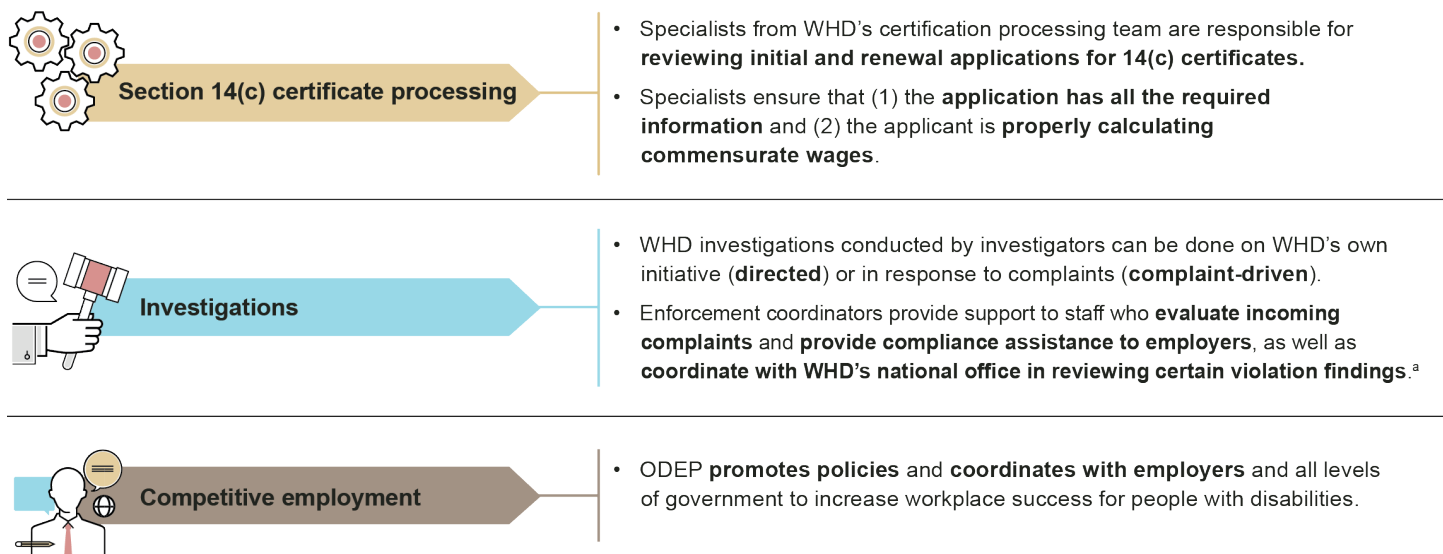 Section 14(c) certificate processing
• Specialists from WHD’s certification processing team are responsible for
reviewing initial and renewal applications for 14(c) certificates.
• Specialists ensure that (1) the application has all the required
information and (2) the applicant is properly calculating
commensurate wages.
Investigations
• WHD investigations conducted by investigators can be done on WHD’s own
initiative (directed) or in response to complaints (complaint-driven).
• Enforcement coordinators provide support to staff who evaluate incoming
complaints and provide compliance assistance to employers, as well as
coordinate with WHD’s national office in reviewing certain violation findings.ᵃ
Competitive employment
• ODEP promotes policies and coordinates with employers and all levels
of government to increase workplace success for people with disabilities.